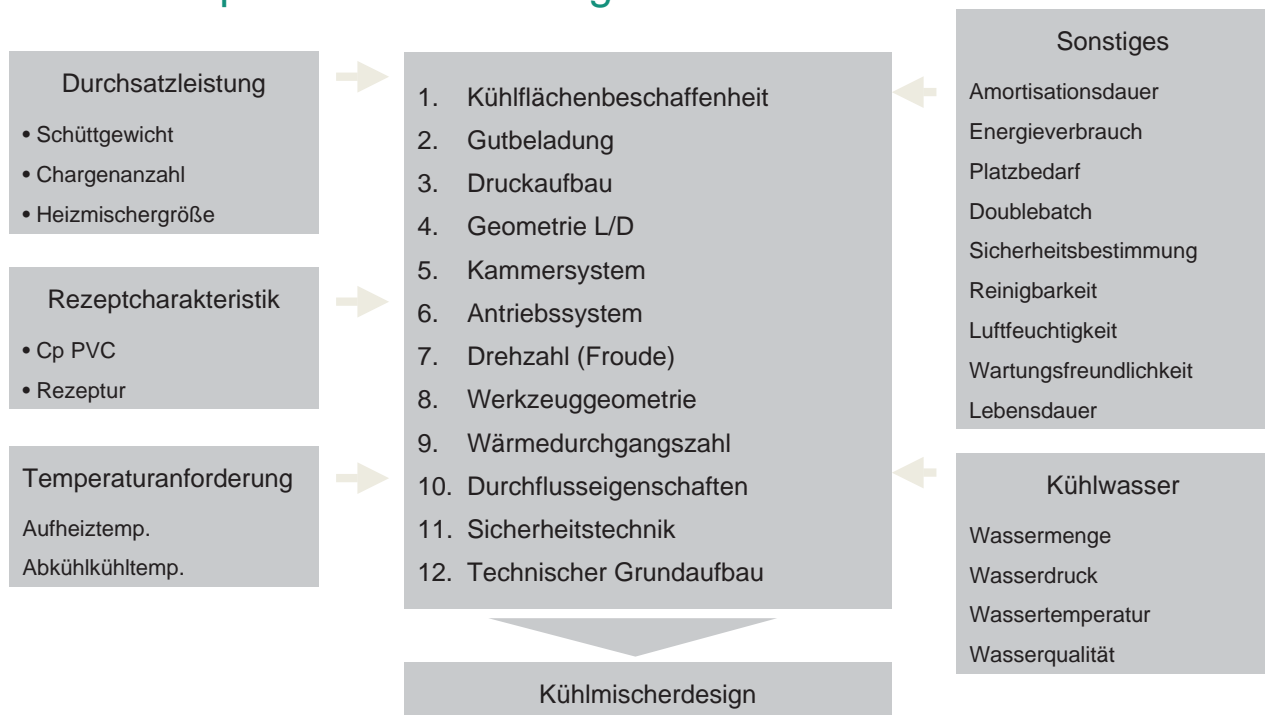 Durchsatzleistung
• Schüttgewicht
• Chargenanzahl
• Heizmischergröße
Rezeptcharakteristik
• Cp PVC
• Rezeptur
Temperaturanforderung
Aufheiztemp.
Abkühlkühltemp.
1. Kühlflächenbeschaffenheit
2. Gutbeladung
3. Druckaufbau
4. Geometrie L/D
5. Kammersystem
6. Antriebssystem
7. Drehzahl (Froude)
8. Werkzeuggeometrie
9. Wärmedurchgangszahl
10. Durchflusseigenschaften
11. Sicherheitstechnik
12. Technischer Grundaufbau
Kühlmischerdesign
Sonstiges
Amortisationsdauer
Energieverbrauch
Platzbedarf
Doublebatch
Sicherheitsbestimmung
Reinigbarkeit
Luftfeuchtigkeit
Wartungsfreundlichkeit
Lebensdauer
Kühlwasser
Wassermenge
Wasserdruck
Wassertemperatur
Wasserqualität